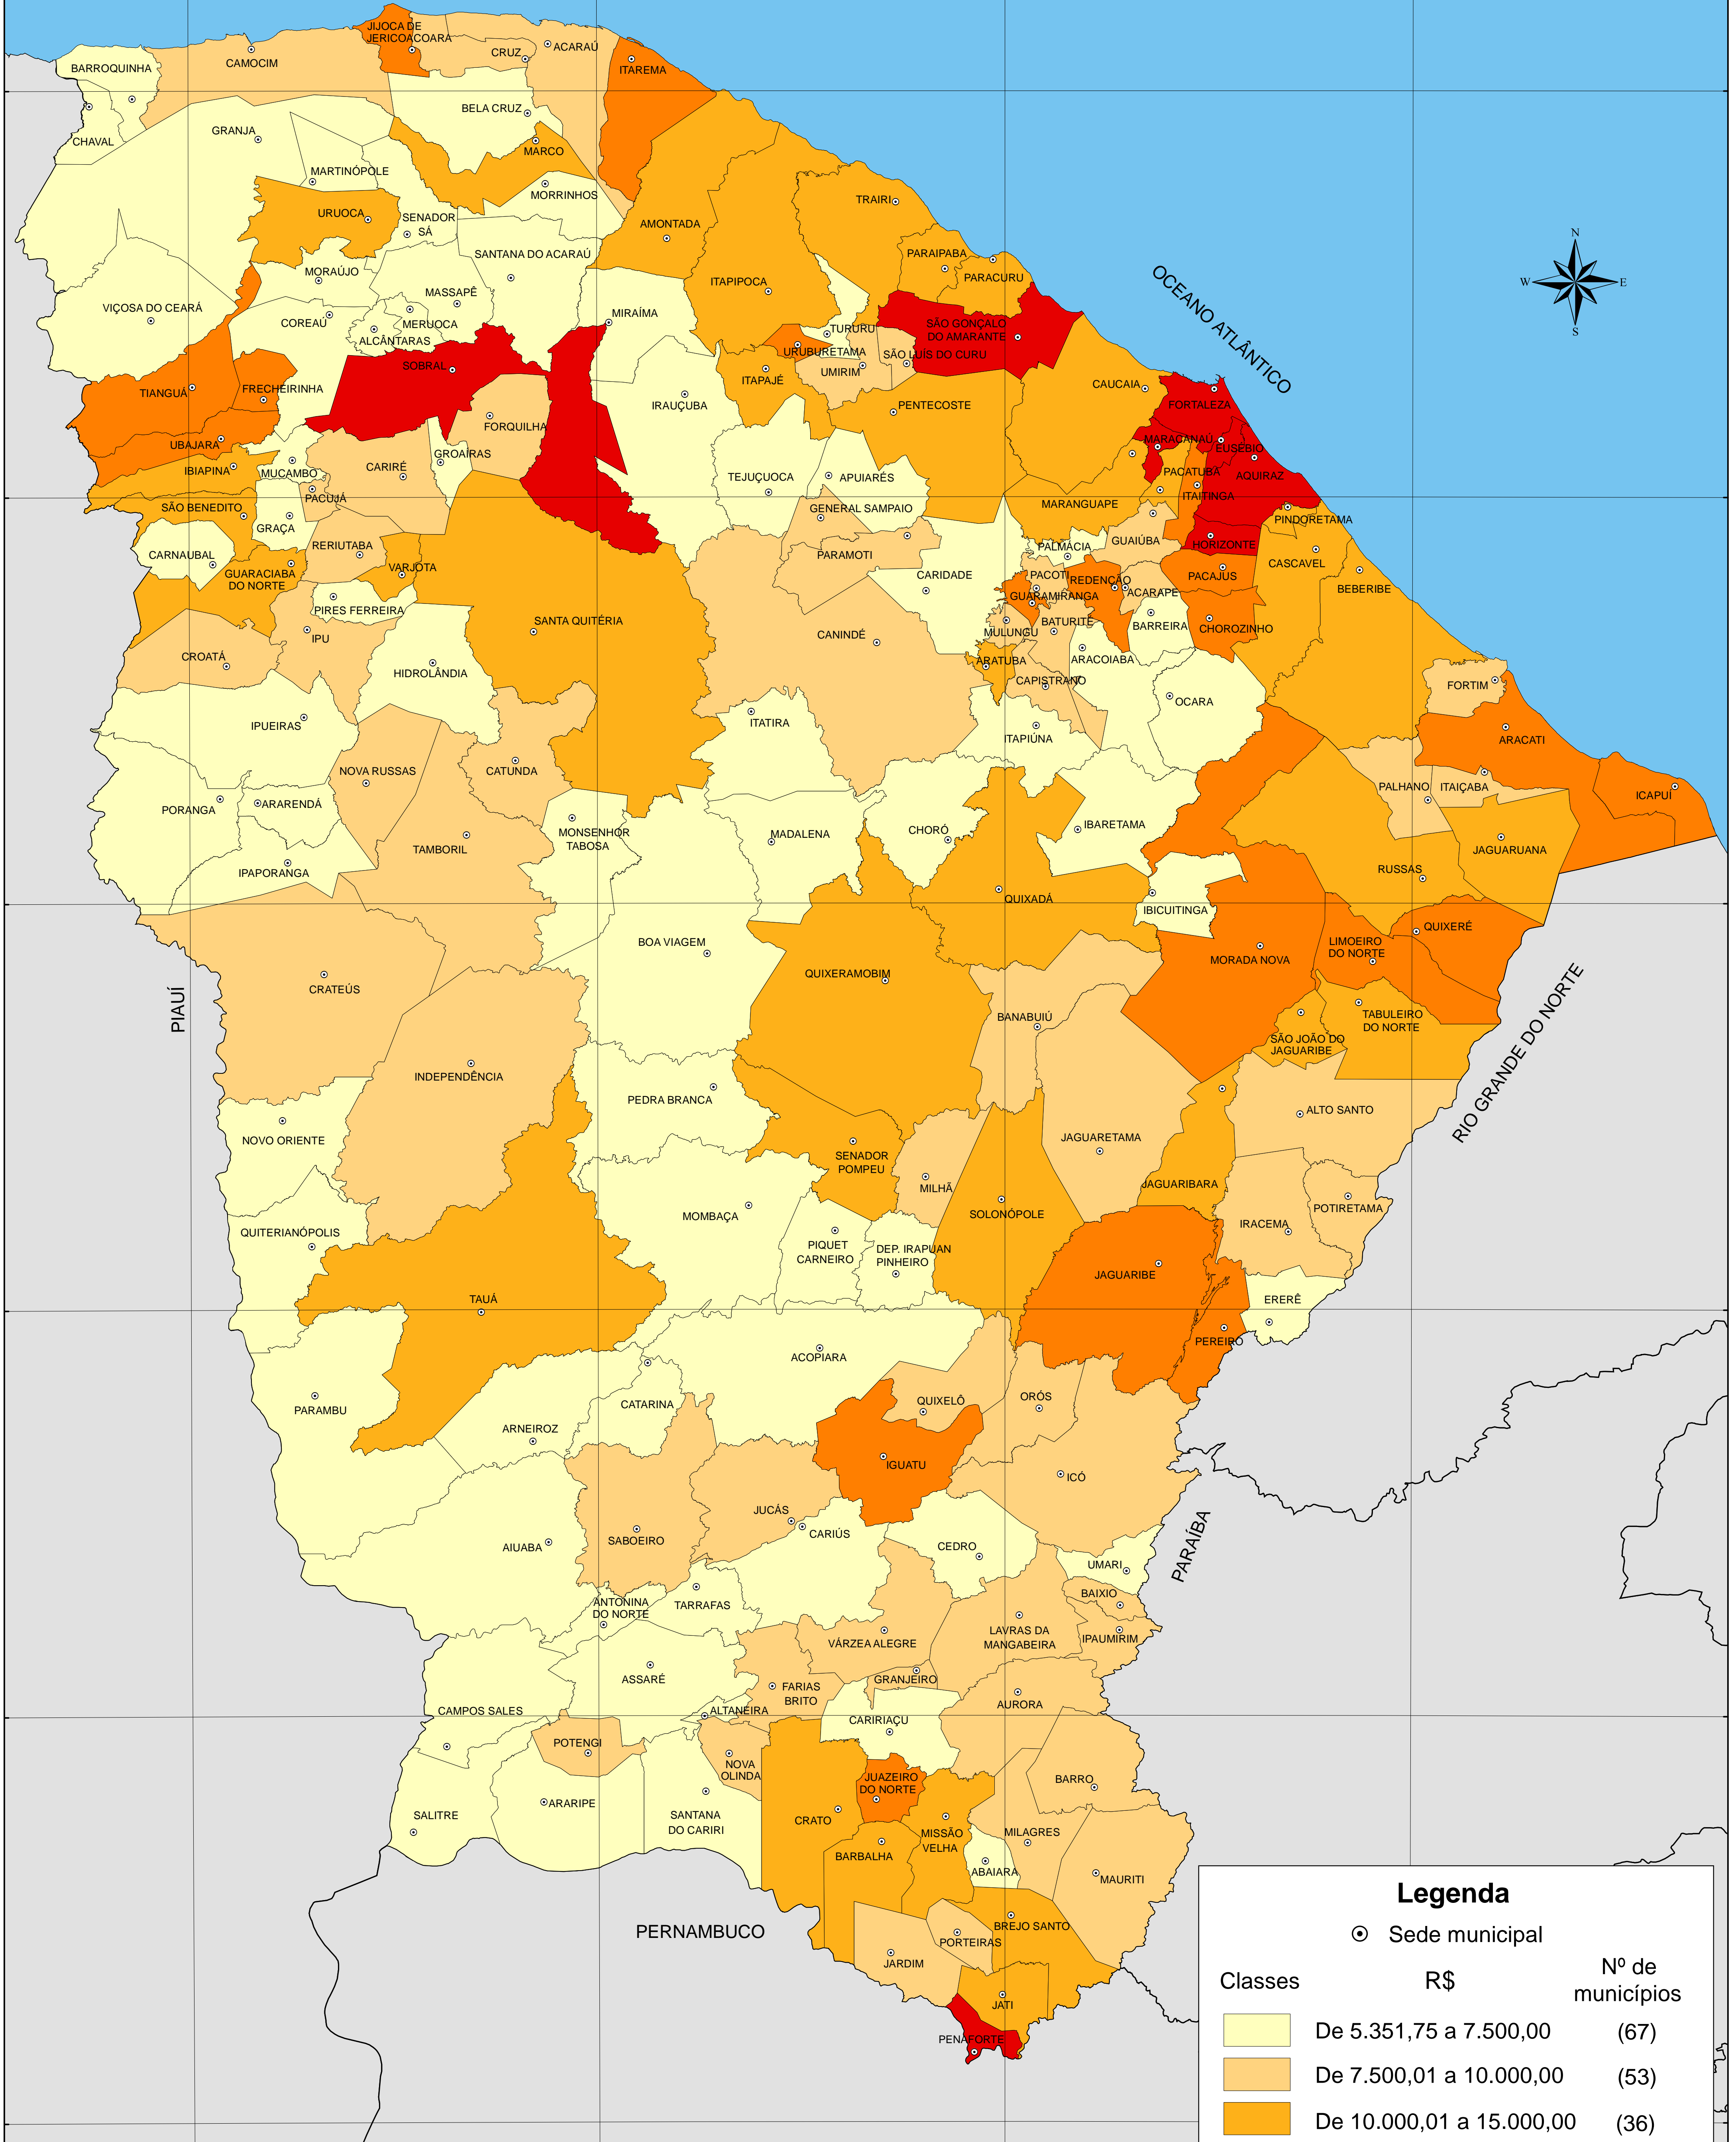 JIJOCA DE
JERICOACOARA
CRUZ
ACARAÚ
BARROQUINHA
CAMOCIM
ITAREMA
BELA CRUZ
GRANJA
CHAVAL
MARCO
MARTINÓPOLE
MORRINHOS
TRAIRI
URUOCA
SENADOR
SÁ
AMONTADA
N
W
E
S
SANTANA DO ACARAÚ
PARAIPABA
PARACURU
MORAÚJO
ITAPIPOCA
OCEANO ATLÂNTICO
MASSAPÊ
VIÇOSA DO CEARÁ
MIRAÍMA
COREAÚ
MERUOCA
TURURU
SÃO GONÇALO
DO AMARANTE
ALCÂNTARAS
URUBURETAMA
SÃO LUÍS DO CURU
SOBRAL
UMIRIM
ITAPAJÉ
CAUCAIA
TIANGUÁ
FRECHEIRINHA
IRAUÇUBA
PENTECOSTE
FORTALEZA
FORQUILHA
MARACANAÚ
UBAJARA
EUSÉBIO
GROAÍRAS
IBIAPINA
MUCAMBO
CARIRÉ
TEJUÇUOCA
APUIARÉS
PACATUBA
AQUIRAZ
PACUJÁ
ITAITINGA
SÃO BENEDITO
GENERAL SAMPAIO
MARANGUAPE
PINDORETAMA
GRAÇA
CARNAUBAL
RERIUTABA
PARAMOTI
PALMÁCIA
GUAIÚBA
HORIZONTE
GUARACIABA
DO NORTE
VARJOTA
CARIDADE
PACOTI
REDENÇÃO
PACAJUS
CASCAVEL
BEBERIBE
GUARAMIRANGA
ACARAPE
PIRES FERREIRA
SANTA QUITÉRIA
BATURITÉ
BARREIRA
CHOROZINHO
IPU
CANINDÉ
MULUNGU
CROATÁ
ARATUBA
ARACOIABA
HIDROLÂNDIA
CAPISTRANO
FORTIM
OCARA
IPUEIRAS
ITATIRA
ITAPIÚNA
ARACATI
NOVA RUSSAS
CATUNDA
PALHANO
ITAIÇABA
ICAPUÍ
PORANGA
ARARENDÁ
MONSENHOR
TABOSA
MADALENA
CHORÓ
IBARETAMA
TAMBORIL
JAGUARUANA
IPAPORANGA
RUSSAS
QUIXADÁ
IBICUITINGA
QUIXERÉ
BOA VIAGEM
LIMOEIRO
DO NORTE
MORADA NOVA
QUIXERAMOBIM
CRATEÚS
PIAUÍ
BANABUIÚ
TABULEIRO
DO NORTE
SÃO JOÃO DO
JAGUARIBE
RIO GRANDE DO NORTE
INDEPENDÊNCIA
PEDRA BRANCA
ALTO SANTO
NOVO ORIENTE
JAGUARETAMA
SENADOR
POMPEU
JAGUARIBARA
MILHÃ
POTIRETAMA
MOMBAÇA
SOLONÓPOLE
IRACEMA
QUITERIANÓPOLIS
PIQUET
CARNEIRO
DEP. IRAPUAN
PINHEIRO
JAGUARIBE
TAUÁ
ERERÊ
PEREIRO
ACOPIARA
PARAMBU
CATARINA
QUIXELÔ
ORÓS
ARNEIROZ
IGUATU
ICÓ
JUCÁS
CARIÚS
SABOEIRO
AIUABA
CEDRO
PARAÍBA
UMARI
ANTONINA
DO NORTE
TARRAFAS
BAIXIO
LAVRAS DA
MANGABEIRA
IPAUMIRIM
VÁRZEA ALEGRE
ASSARÉ
GRANJEIRO
FARIAS
BRITO
AURORA
CAMPOS SALES
ALTANEIRA
CARIRIAÇU
POTENGI
NOVA
OLINDA
JUAZEIRO
DO NORTE
BARRO
ARARIPE
SALITRE
SANTANA
DO CARIRI
CRATO
MISSÃO
VELHA
MILAGRES
BARBALHA
ABAIARA
MAURITI
PERNAMBUCO
BREJO SANTO
PORTEIRAS
JARDIM
JATI
PENAFORTE
Legenda
Sede municipal
Classes R$ Nº de
municípios
De 5.351,75 a 7.500,00 (67)
De 7.500,01 a 10.000,00 (53)
De 10.000,01 a 15.000,00 (36)